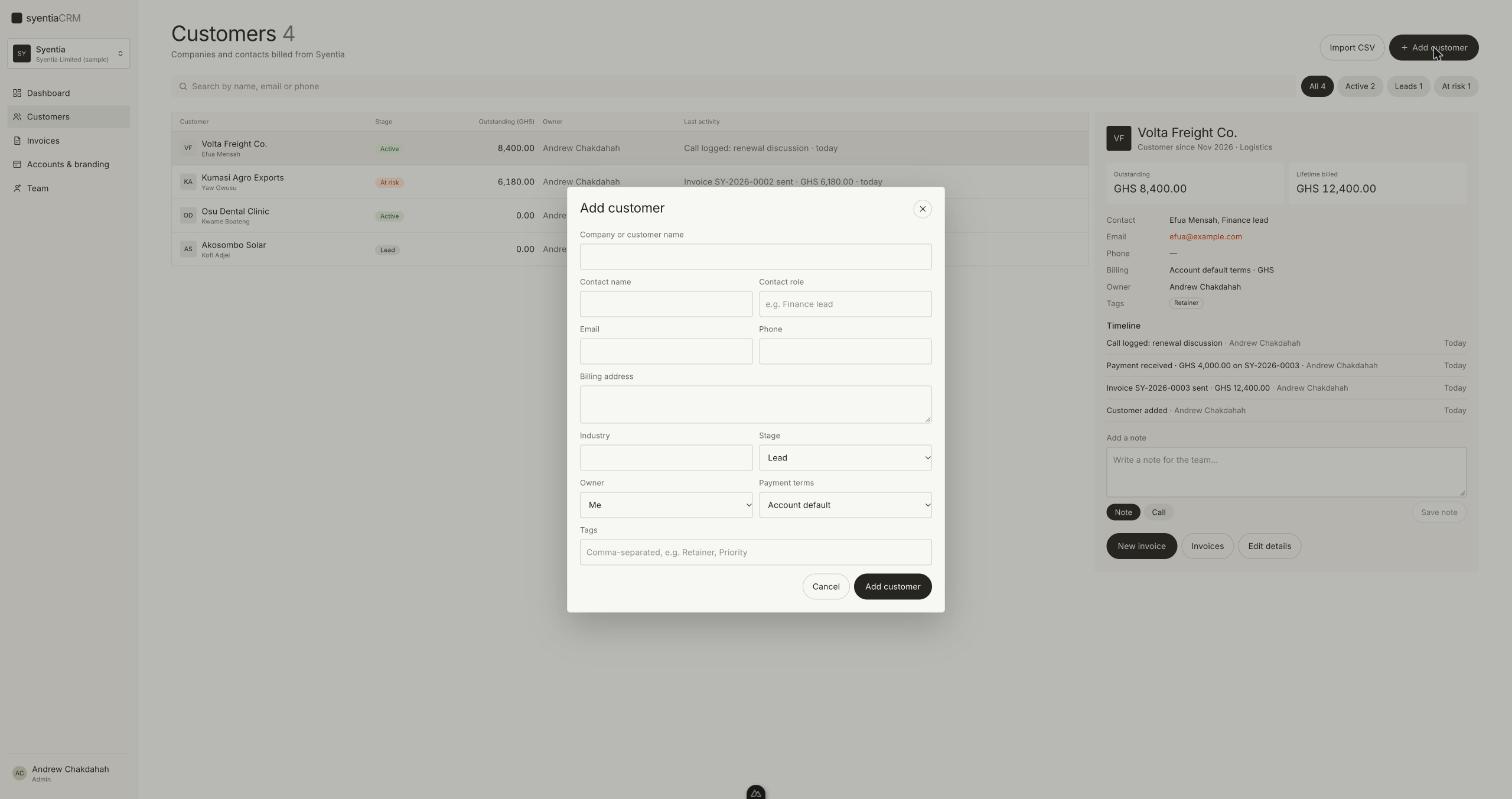 syentiaCRM
SY
Syentia
Syentia Limited (sample)
Dashboard
Customers
Invoices
Accounts & branding
Team
AC
Andrew Chakdahah
Admin
Customers 4
Companies and contacts billed from Syentia
Import CSV
+ Add customer
Search by name, email or phone
All 4
Active 2
Leads 1
At risk 1
Customer Stage Outstanding (GHS) Owner Last activity
VF Volta Freight Co. Active 8,400.00 Andrew Chakdahah Call logged: renewal discussion · today
Efua Mensah
KA Kumasi Agro Exports At risk 6,180.00 Andrew Chakdahah Invoice SY-2026-0002 sent · GHS 6,180.00 · today
Yaw Owusu
OD Osu Dental Clinic Active 0.00 Andre
Kwame Boateng
AS Akosombo Solar Lead 0.00 Andre
Kofi Adjei
Add customer
Company or customer name
Contact name Contact role
e.g. Finance lead
Email Phone
Billing address
Industry Stage
Lead
Owner Payment terms
Me Account default
Tags
Comma-separated, e.g. Retainer, Priority
Cancel Add customer
VF
Volta Freight Co.
Customer since Nov 2026 · Logistics
Outstanding
GHS 8,400.00
Lifetime billed
GHS 12,400.00
Contact Efua Mensah, Finance lead
Email efua@example.com
Phone —
Billing Account default terms · GHS
Owner Andrew Chakdahah
Tags Retainer
Timeline
Call logged: renewal discussion · Andrew Chakdahah Today
Payment received · GHS 4,000.00 on SY-2026-0003 · Andrew Chakdahah Today
Invoice SY-2026-0003 sent · GHS 12,400.00 · Andrew Chakdahah Today
Customer added · Andrew Chakdahah Today
Add a note
Write a note for the team...
Note Call Save note
New invoice Invoices Edit details